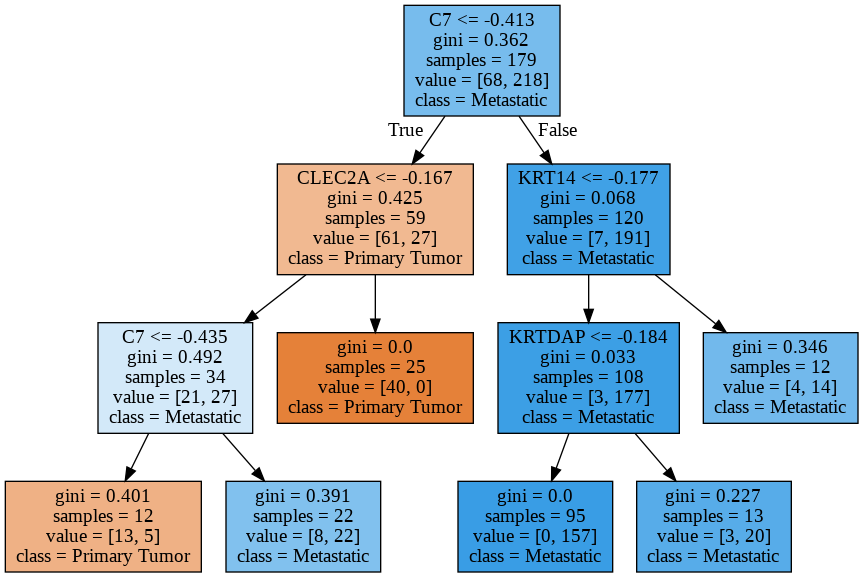 C7 <= -0.413
gini = 0.362
samples = 179
value = [68, 218]
class = Metastatic
True
False
CLEC2A <= -0.167
gini = 0.425
samples = 59
value = [61, 27]
class = Primary Tumor
KRT14 <= -0.177
gini = 0.068
samples = 120
value = [7, 191]
class = Metastatic
C7 <= -0.435
gini = 0.492
samples = 34
value = [21, 27]
class = Metastatic
gini = 0.0
samples = 25
value = [40, 0]
class = Primary Tumor
KRTDAP <= -0.184
gini = 0.033
samples = 108
value = [3, 177]
class = Metastatic
gini = 0.346
samples = 12
value = [4, 14]
class = Metastatic
gini = 0.401
samples = 12
value = [13, 5]
class = Primary Tumor
gini = 0.391
samples = 22
value = [8, 22]
class = Metastatic
gini = 0.0
samples = 95
value = [0, 157]
class = Metastatic
gini = 0.227
samples = 13
value = [3, 20]
class = Metastatic